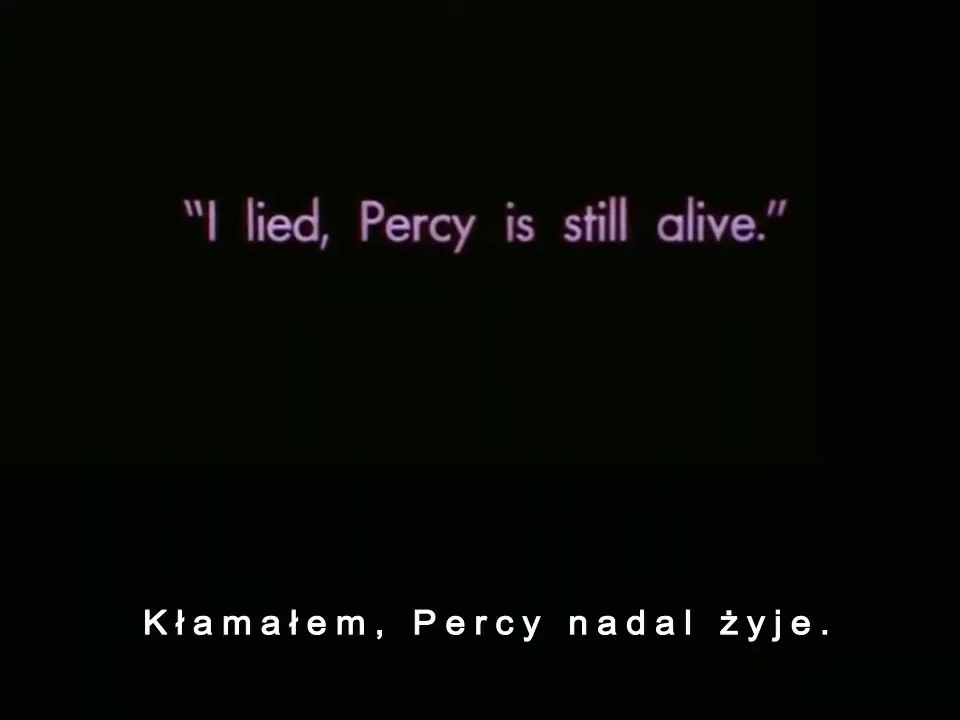 “I lied, Percy is still alive.”
Kłamałem, Percy nadal żyje.